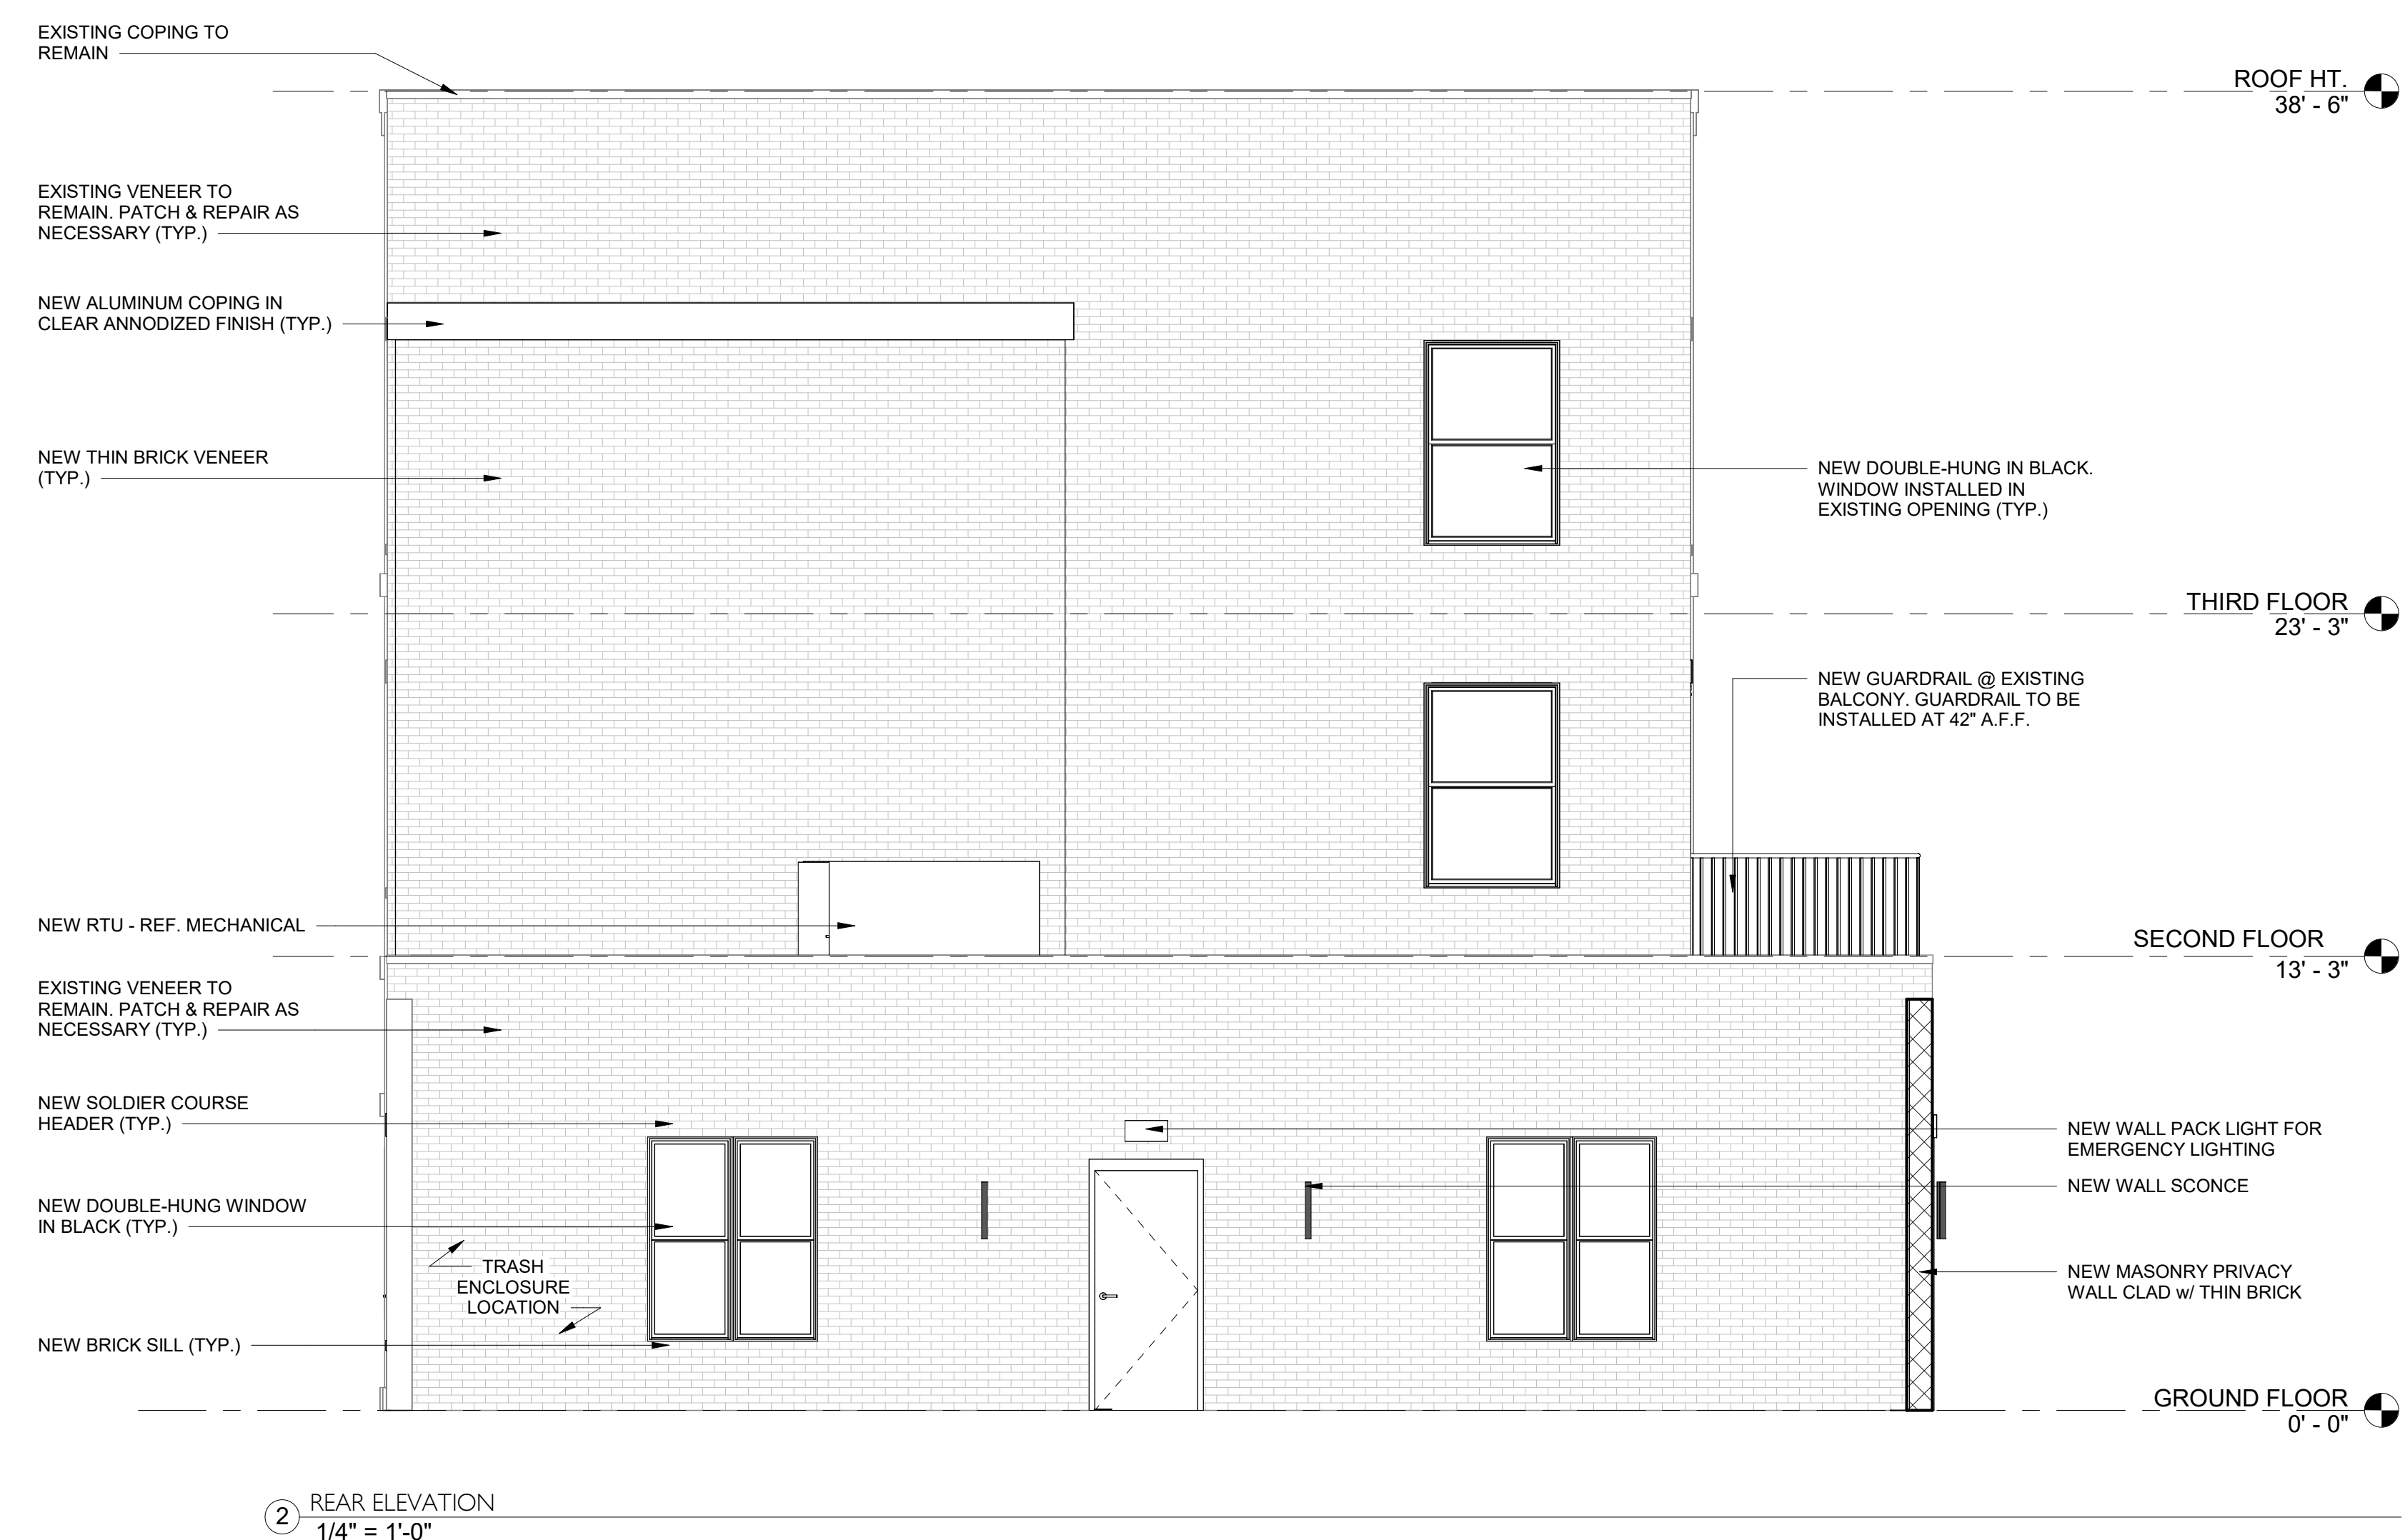 EXISTING COPING TO
REMAIN
ROOF HT.
38' - 6"
EXISTING VENEER TO
REMAIN. PATCH & REPAIR AS
NECESSARY (TYP.)
NEW ALUMINUM COPING IN
CLEAR ANNODIZED FINISH (TYP.)
NEW THIN BRICK VENEER
(TYP.)
NEW DOUBLE-HUNG IN BLACK.
WINDOW INSTALLED IN
EXISTING OPENING (TYP.)
THIRD FLOOR
23' - 3"
NEW GUARDRAIL @ EXISTING
BALCONY. GUARDRAIL TO BE
INSTALLED AT 42" A.F.F.
NEW RTU - REF. MECHANICAL
SECOND FLOOR
13' - 3"
EXISTING VENEER TO
REMAIN. PATCH & REPAIR AS
NECESSARY (TYP.)
NEW SOLDIER COURSE
HEADER (TYP.)
NEW WALL PACK LIGHT FOR
EMERGENCY LIGHTING
NEW WALL SCONCE
NEW DOUBLE-HUNG WINDOW
IN BLACK (TYP.)
TRASH
ENCLOSURE
LOCATION
NEW MASONRY PRIVACY
WALL CLAD w/ THIN BRICK
NEW BRICK SILL (TYP.)
GROUND FLOOR
0' - 0"
2
REAR ELEVATION
1/4" = 1'-0"